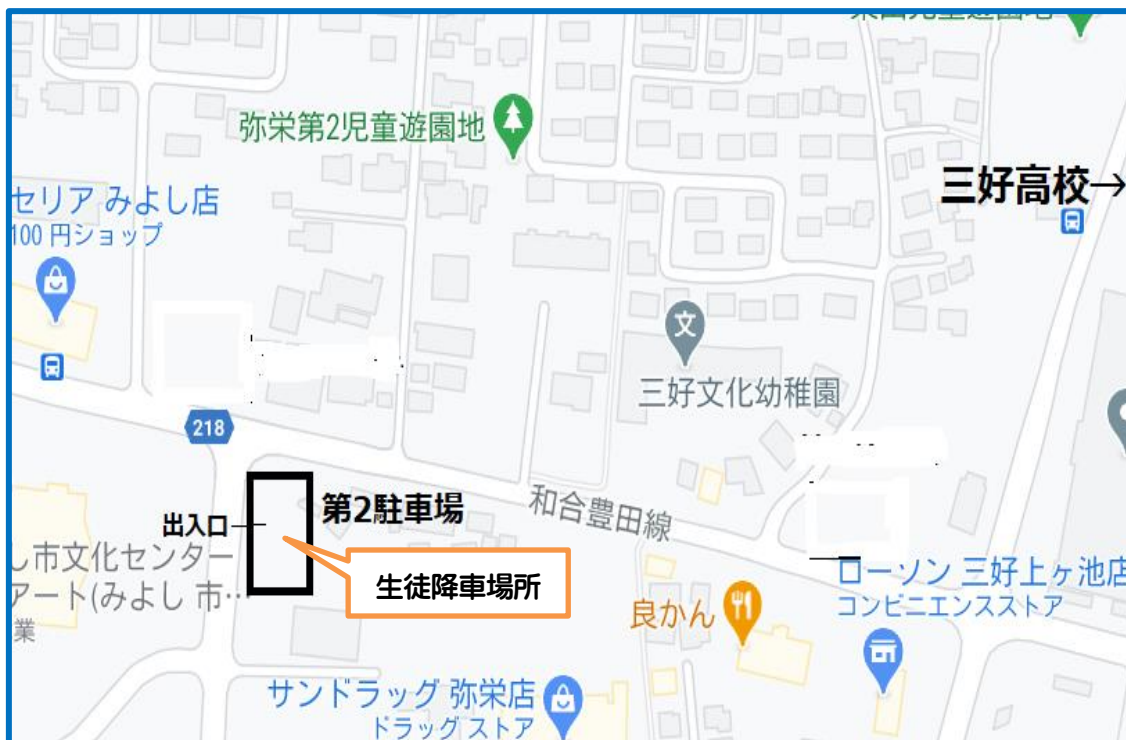 弥栄第2児童遊園地
三好高校→
セリア みよし店
100 円ショップ
文
三好文化幼稚園
218
第2駐車場
和合豊田線
出入口
し市文化センター
アート(みよし 市…
業
生徒降車場所
ローソン 三好上ヶ池店
コンビニエンスストア
良かん
サンドラッグ 弥栄店
ドラッグ ストア